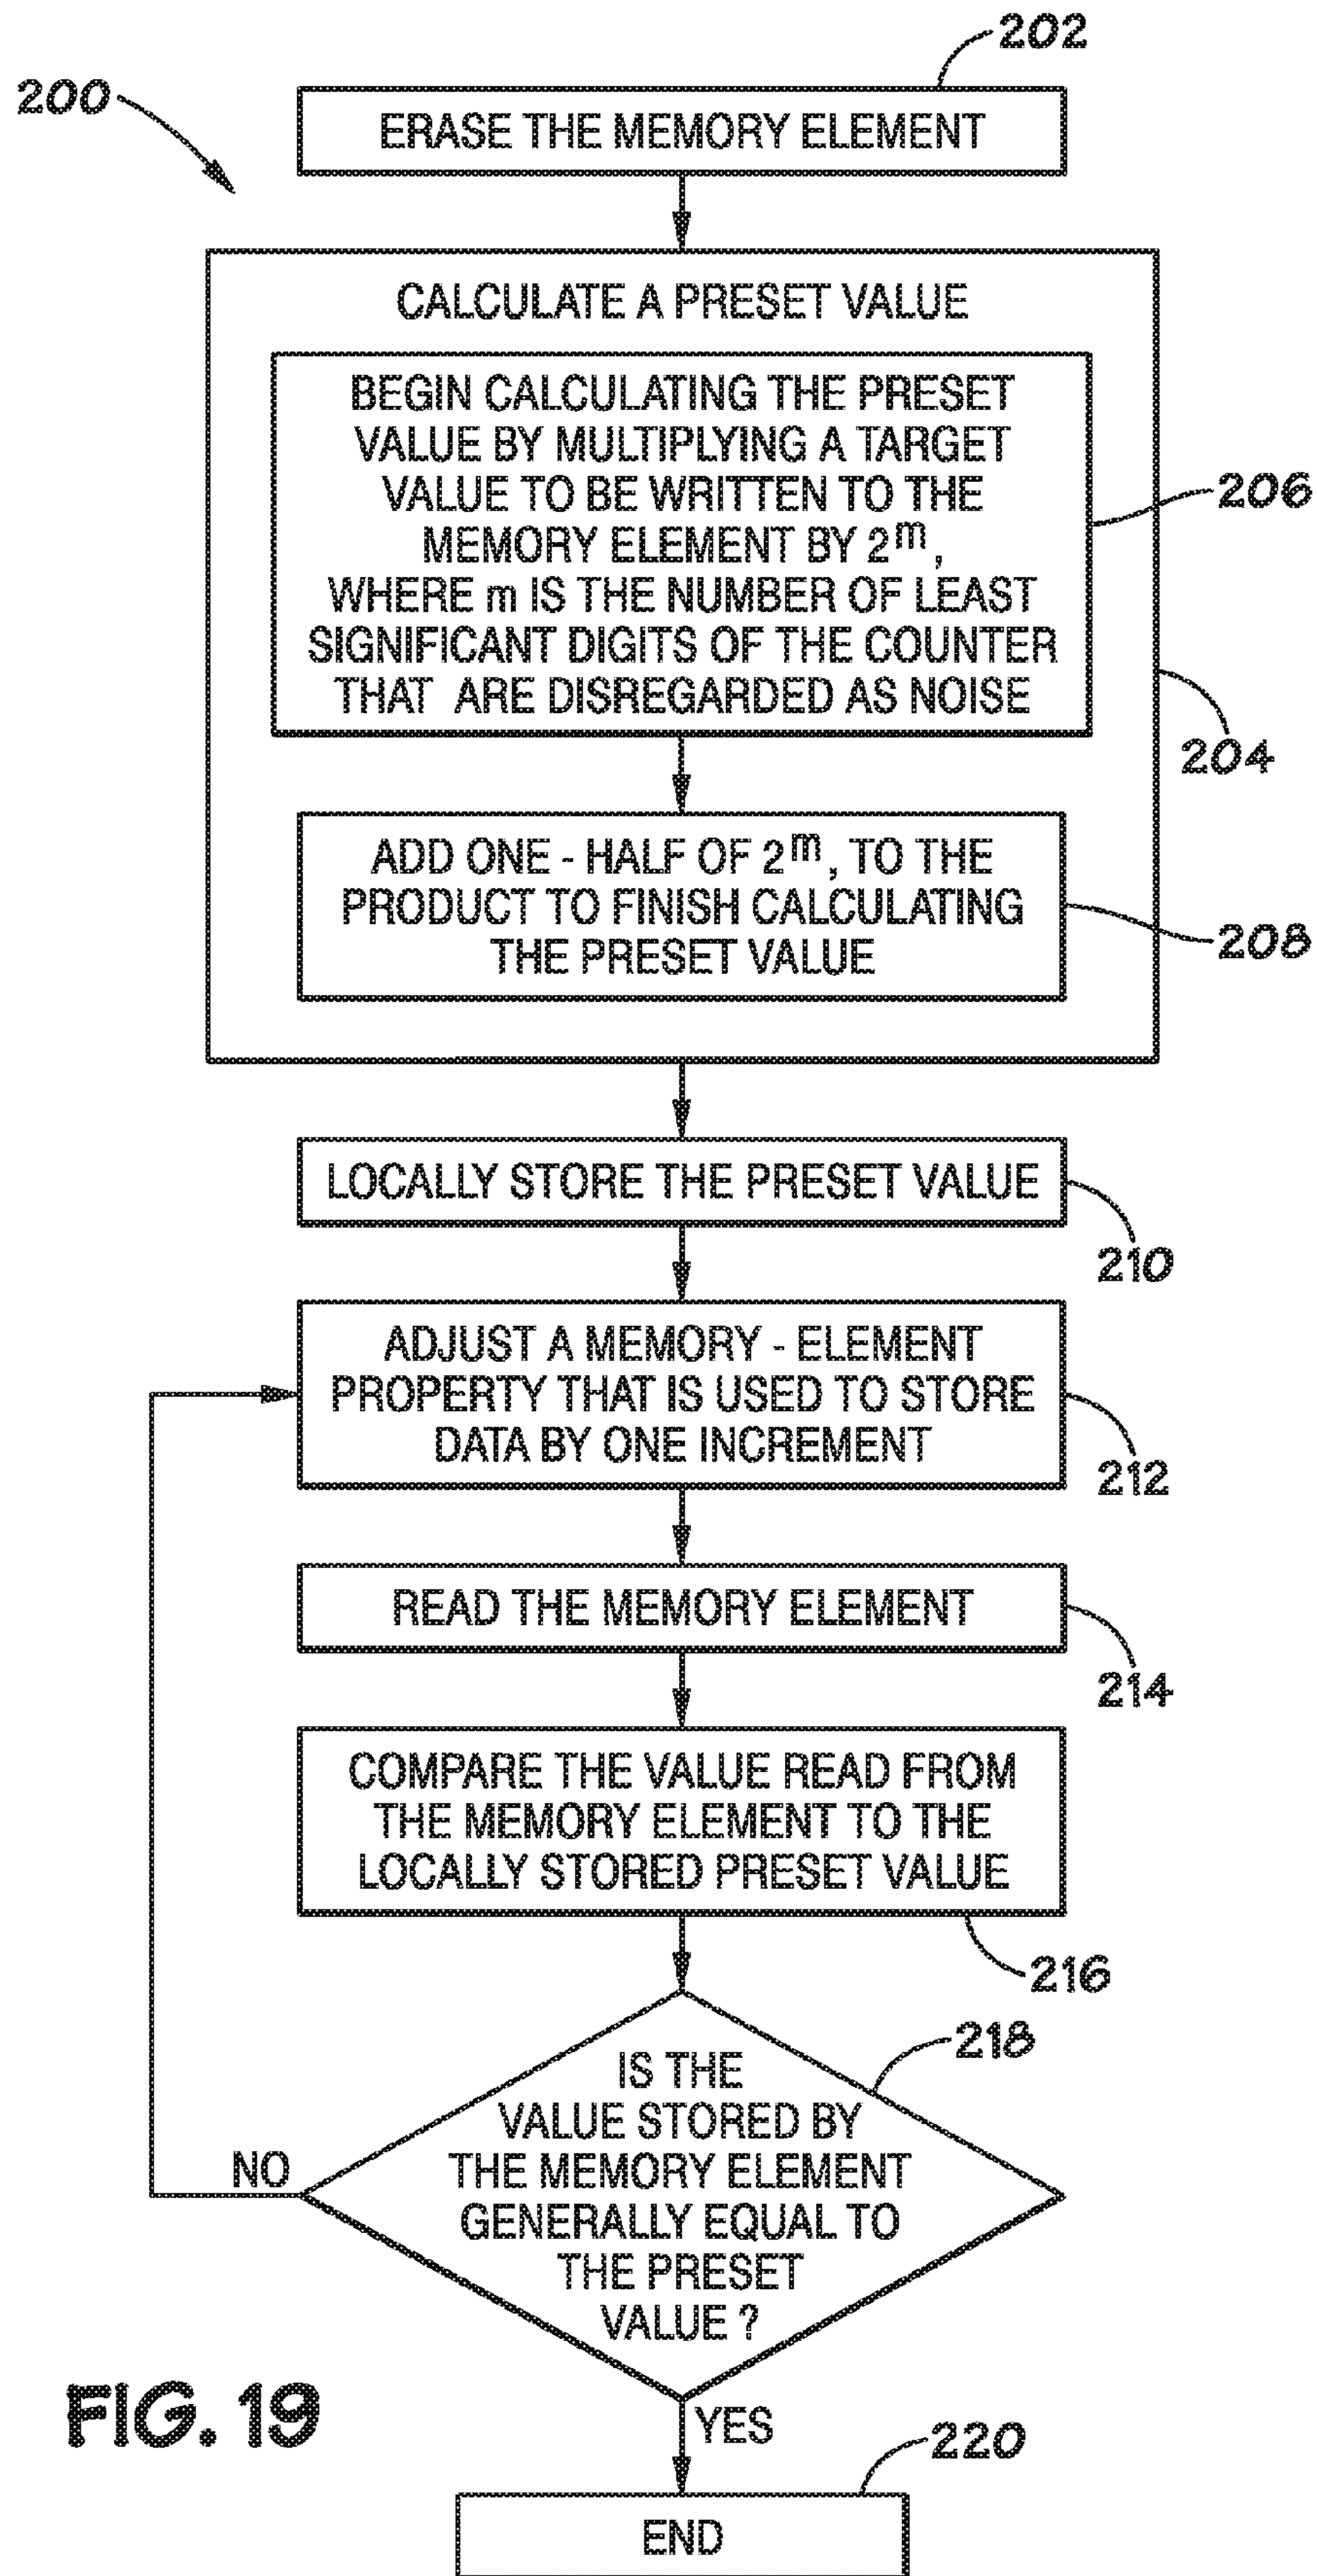 202
200
ERASE THE MEMORY ELEMENT
CALCULATE A PRESET VALUE
BEGIN CALCULATING THE PRESET
VALUE BY MULTIPLYING A TARGET
VALUE TO BE WRITTEN TO THE
MEMORY ELEMENT BY 2^m,
WHERE m IS THE NUMBER OF LEAST
SIGNIFICANT DIGITS OF THE COUNTER
THAT ARE DISREGARDED AS NOISE
206
204
ADD ONE - HALF OF 2^m, TO THE
PRODUCT TO FINISH CALCULATING
THE PRESET VALUE
208
LOCALLY STORE THE PRESET VALUE
210
ADJUST A MEMORY - ELEMENT
PROPERTY THAT IS USED TO STORE
DATA BY ONE INCREMENT
212
READ THE MEMORY ELEMENT
214
COMPARE THE VALUE READ FROM
THE MEMORY ELEMENT TO THE
LOCALLY STORED PRESET VALUE
216
218
IS THE
VALUE STORED BY
THE MEMORY ELEMENT
GENERALLY EQUAL TO
THE PRESET
VALUE ?
NO
YES
FIG. 19
220
END